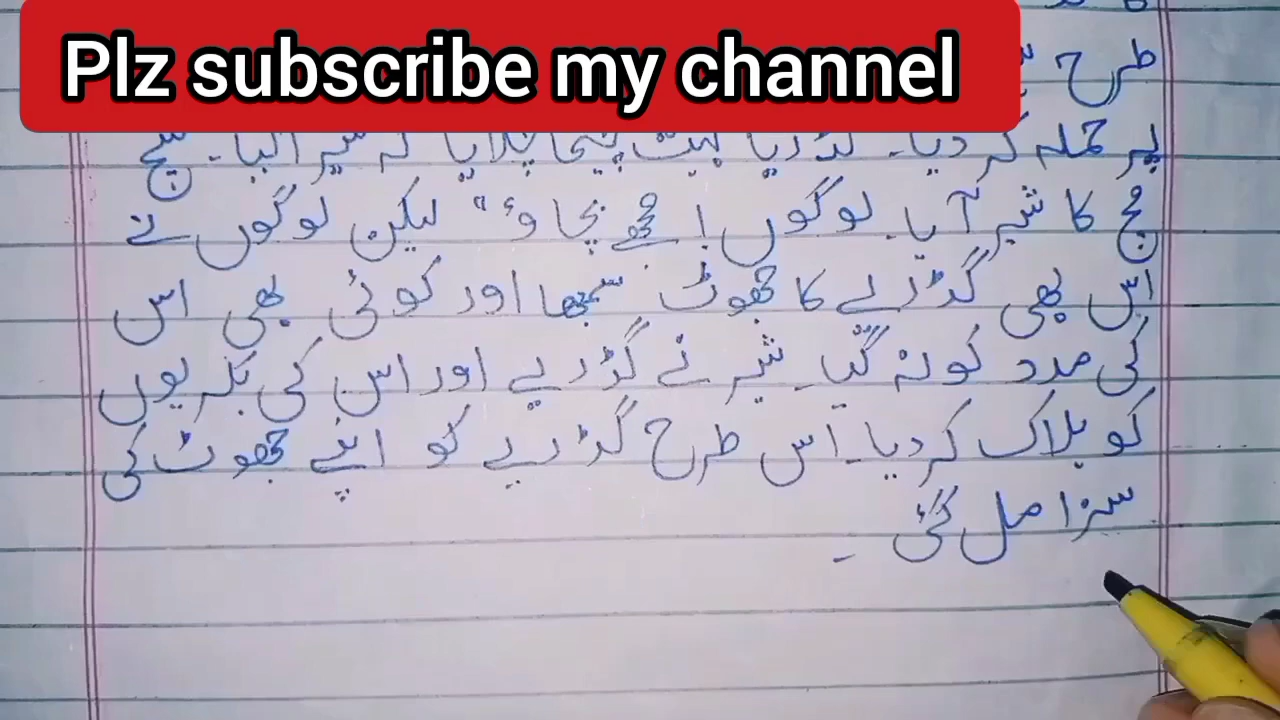 Plz subscribe my channel
طرح
پر حملہ کر دیا۔ گڈریا بہت چیخا چلایا کہ شیر آگیا۔ سچ
مچ کا شیر آیا۔ لوگوں! مجھے بچاوٴ" لیکن لوگوں نے
اس بھی گڈرلے کا جھوٹ سمجھا اور کوئی بھی اس
کی مدد کو نہ گیا۔ شیر نے گڈریے اور اس کی بکریوں
کو ہلاک کر دیا۔ اس طرح گڈریے کو اپنے جھوٹ کی
سزا مل گئی۔